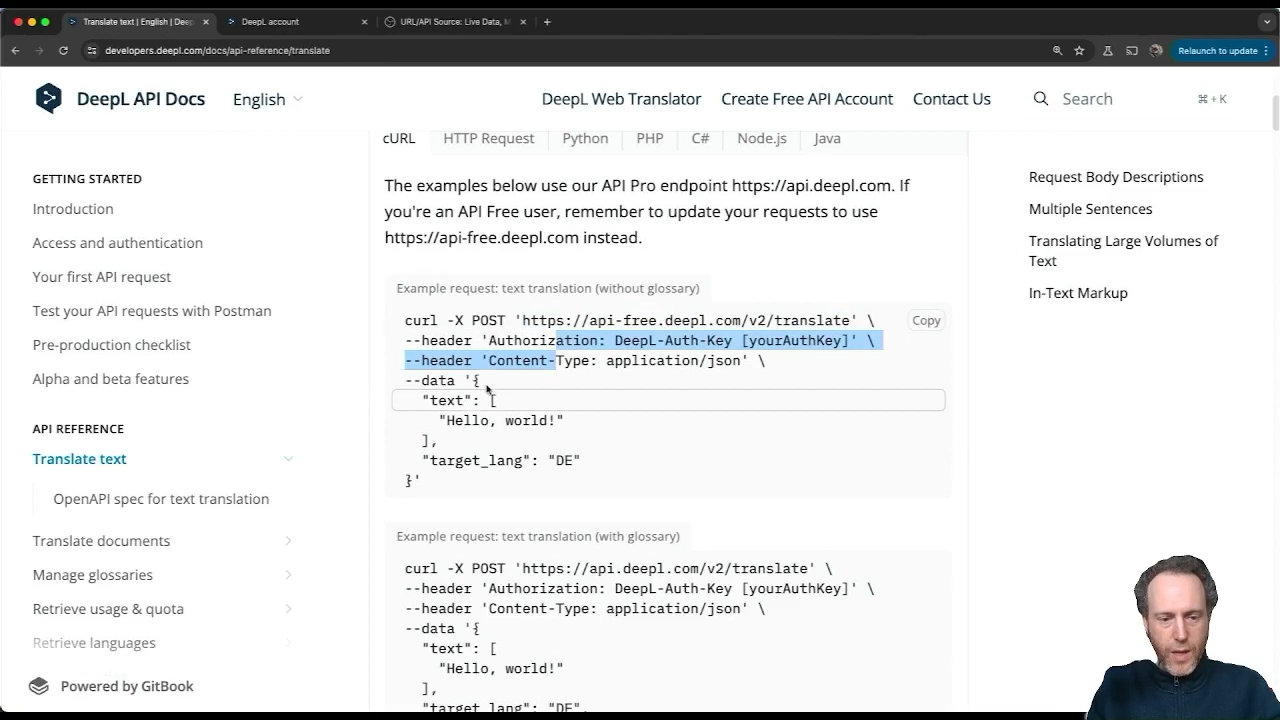 Translate text | English | Deep
DeepL account
URL/API Source: Live Data, M
developers.deepl.com/docs/api-reference/translate
Relaunch to update
DeepL API Docs
English
DeepL Web Translator
Create Free API Account
Contact Us
Search
⌘ + K
GETTING STARTED
Introduction
Access and authentication
Your first API request
Test your API requests with Postman
Pre-production checklist
Alpha and beta features
API REFERENCE
Translate text
OpenAPI spec for text translation
Translate documents
Manage glossaries
Retrieve usage & quota
Retrieve languages
Powered by GitBook
cURL
HTTP Request
Python
PHP
C#
Node.js
Java
The examples below use our API Pro endpoint https://api.deepl.com. If
you're an API Free user, remember to update your requests to use
https://api-free.deepl.com instead.
Example request: text translation (without glossary)
Copy
curl -X POST 'https://api-free.deepl.com/v2/translate' \
--header 'Authorization: DeepL-Auth-Key [yourAuthKey]' \
--header 'Content-Type: application/json' \
--data '{
"text": [
"Hello, world!"
],
"target_lang": "DE"
}'
Example request: text translation (with glossary)
curl -X POST 'https://api.deepl.com/v2/translate' \
--header 'Authorization: DeepL-Auth-Key [yourAuthKey]' \
--header 'Content-Type: application/json' \
--data '{
"text": [
"Hello, world!"
],
"target_lang": "DE",
Request Body Descriptions
Multiple Sentences
Translating Large Volumes of
Text
In-Text Markup